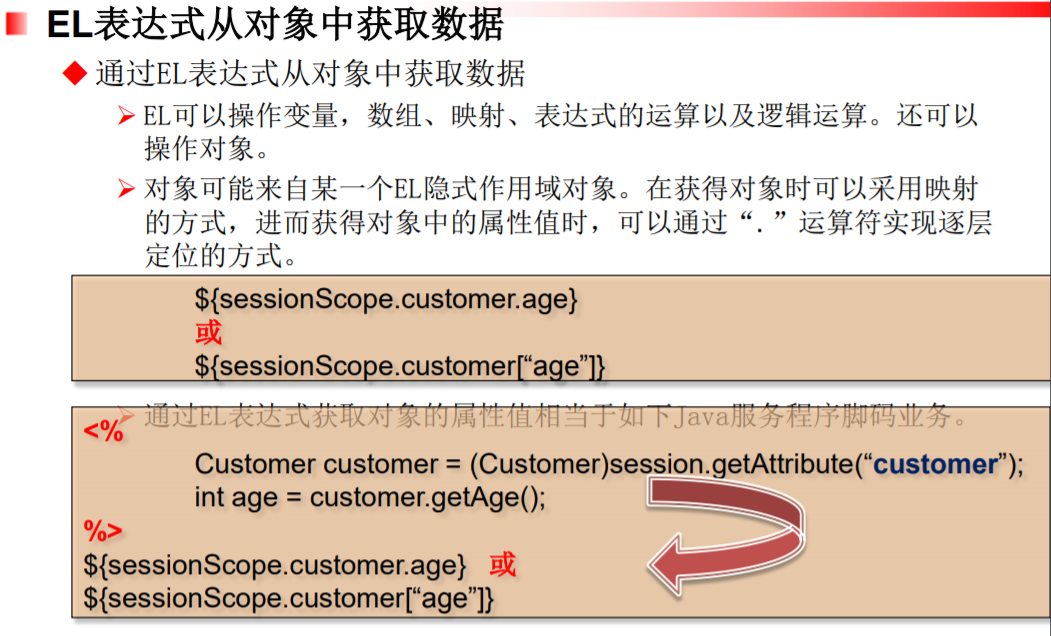 EL表达式从对象中获取数据
通过EL表达式从对象中获取数据
EL可以操作变量，数组、映射、表达式的运算以及逻辑运算。还可以
操作对象。
对象可能来自某一个EL隐式作用域对象。在获得对象时可以采用映射
的方式，进而获得对象中的属性值时，可以通过“.”运算符实现逐层
定位的方式。
${sessionScope.customer.age}
或
${sessionScope.customer[“age”]}
通过EL表达式获取对象的属性值相当于如下Java服务程序脚码业务。
<%
Customer customer = (Customer)session.getAttribute(“customer”);
int age = customer.getAge();
%>
${sessionScope.customer.age} 或
${sessionScope.customer[“age”]}